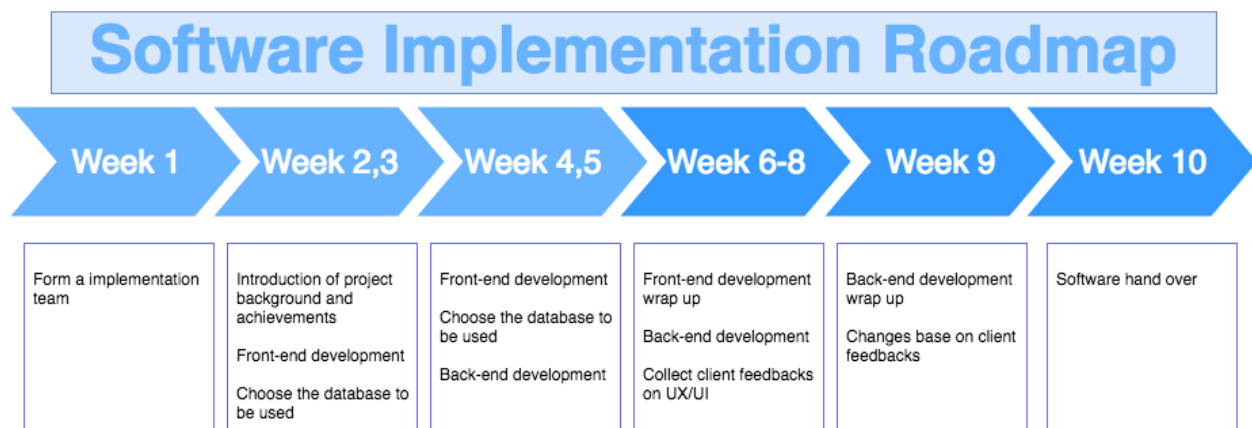 Software Implementation Roadmap
Week 1
Week 2,3
Week 4,5
Week 6-8
Week 9
Week 10
Form a implementation
team
Introduction of project
background and
achievements
Front-end development
Choose the database to
be used
Front-end development
Choose the database to
be used
Back-end development
Front-end development
wrap up
Back-end development
Collect client feedbacks
on UX/UI
Back-end development
wrap up
Changes base on client
feedbacks
Software hand over